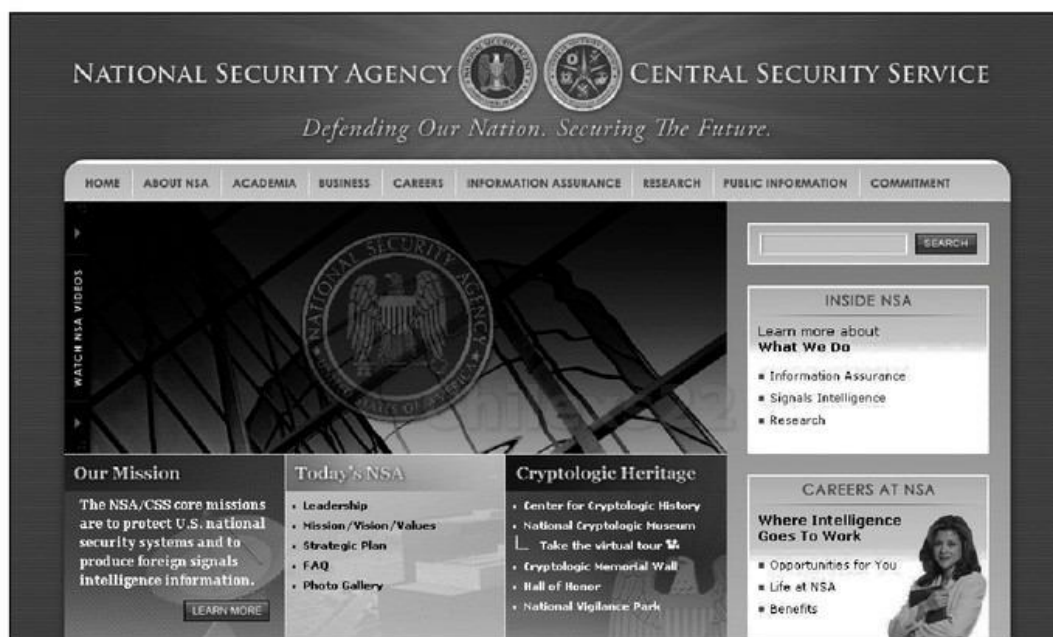 NATIONAL SECURITY AGENCY
CENTRAL SECURITY SERVICE
Defending Our Nation. Securing The Future.
HOME
ABOUT NSA
ACADEMIA
BUSINESS
CAREERS
INFORMATION ASSURANCE
RESEARCH
PUBLIC INFORMATION
COMMITMENT
WATCH NSA VIDEOS
NATIONAL SECURITY AGENCY
UNITED STATES OF AMERICA
SEARCH
INSIDE NSA
Learn more about
What We Do
Information Assurance
Signals Intelligence
Research
Our Mission
The NSA/CSS core missions
are to protect U.S. national
security systems and to
produce foreign signals
intelligence information.
LEARN MORE
Today's NSA
Leadership
Mission/Vision/Values
Strategic Plan
FAQ
Photo Gallery
Cryptologic Heritage
Center for Cryptologic History
National Cryptologic Museum
Take the virtual tour
Cryptologic Memorial Wall
Hall of Honor
National Vigilance Park
CAREERS AT NSA
Where Intelligence
Goes To Work
Opportunities for You
Life at NSA
Benefits